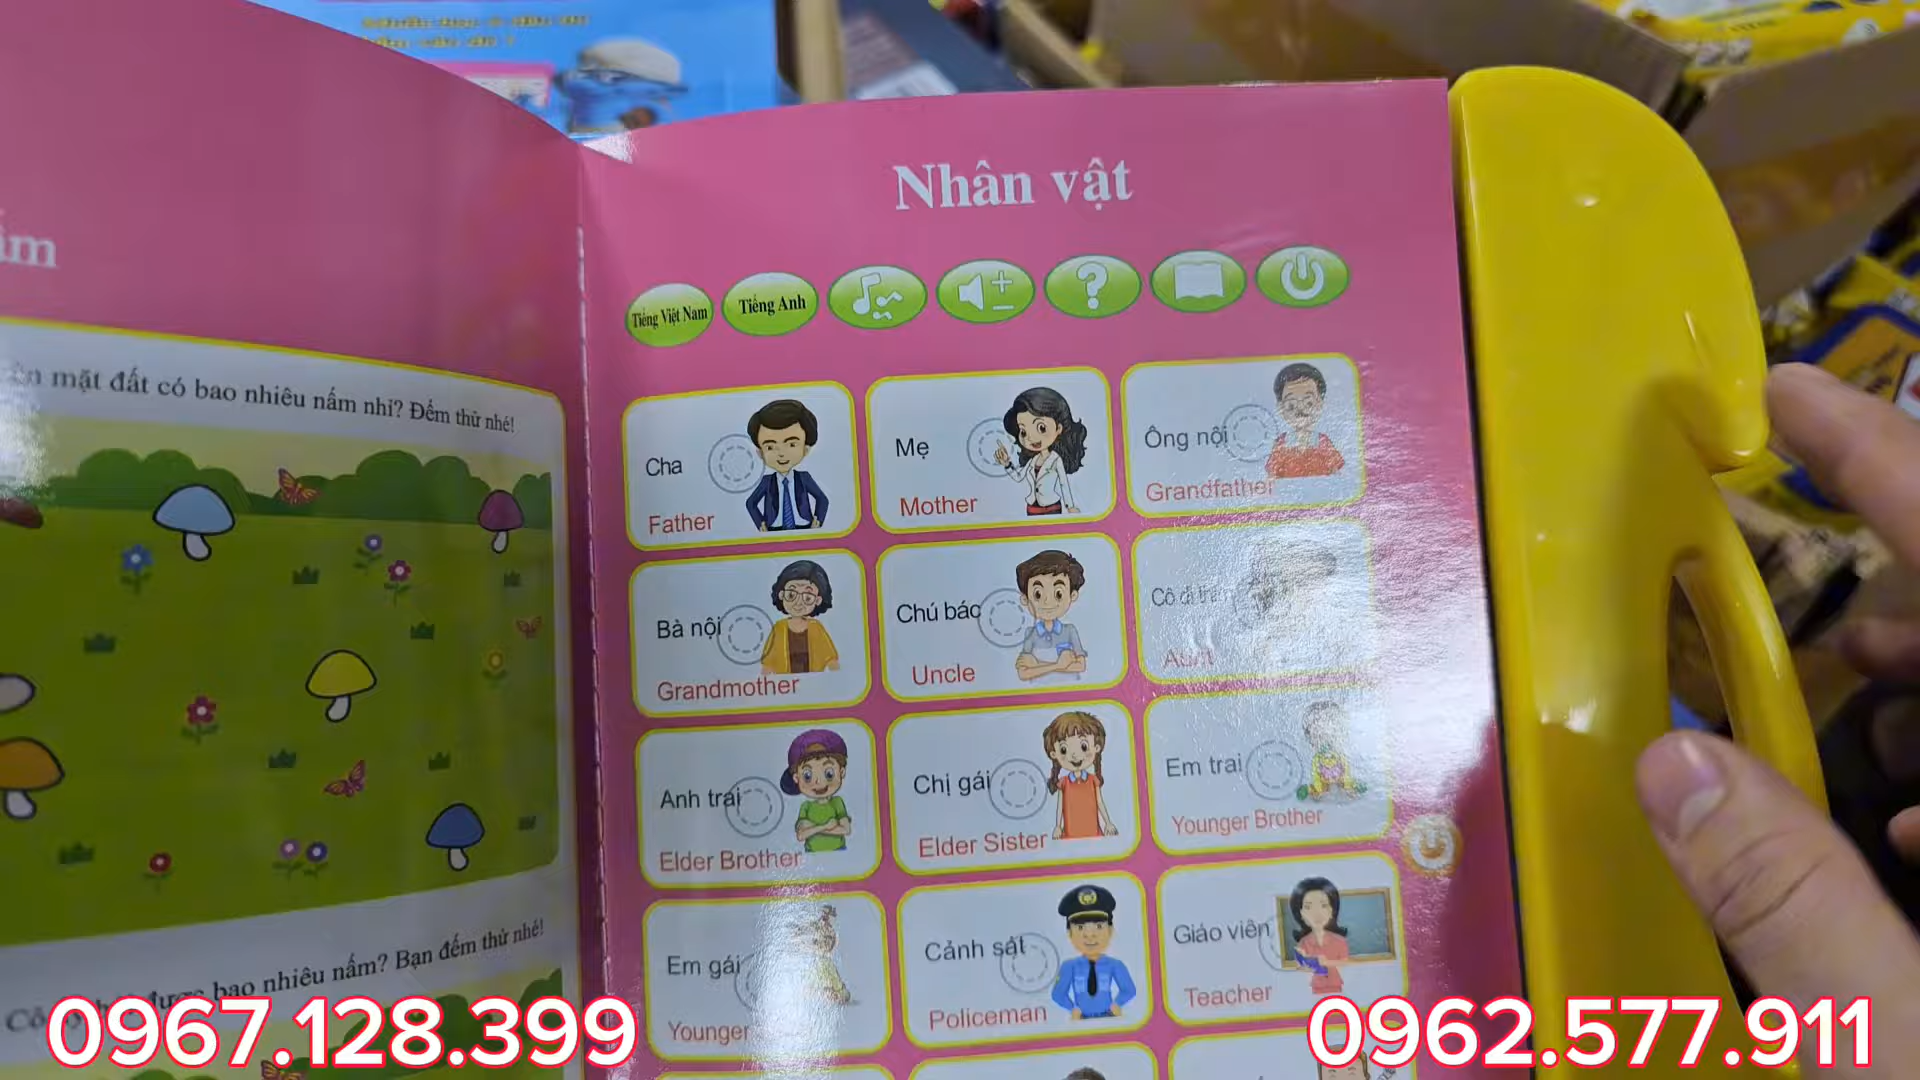 Nhân vật
Tiếng Việt Nam
Tiếng Anh
?
Cha
Father
Mẹ
Mother
Ông nội
Grandfather
Bà nội
Grandmother
Chú bác
Uncle
Cô dì
Aunt
Anh trai
Elder Brother
Chị gái
Elder Sister
Em trai
Younger Brother
Em gái
Younger
Cảnh sát
Policeman
Giáo viên
Teacher
mặt đất có bao nhiêu nấm nhỉ? Đếm thử nhé!
bao nhiêu nấm? Bạn đếm thử nhé!
0967.128.399
0962.577.911